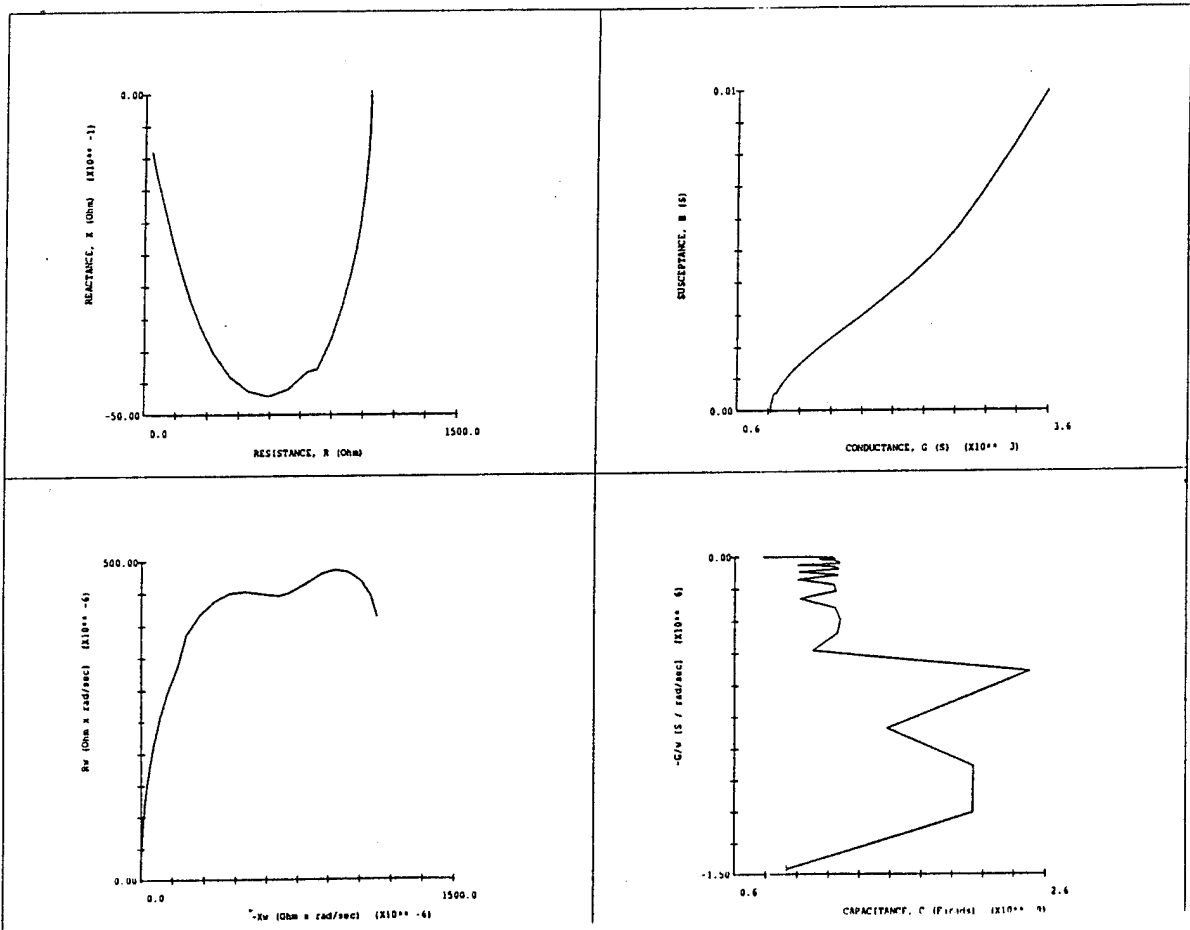 0.00
REACTANCE, X (Ohm) (X10** -1)
-50.00
0.0
1500.0
RESISTANCE, R (Ohm)
0.01
SUSCEPTANCE, B (S)
0.00
0.6
3.6
CONDUCTANCE, G (S) (X10** 3)
500.00
Rw (Ohm x rad/sec) (X10** -6)
0.00
0.0
1500.0
-Xw (Ohm x rad/sec) (X10** -6)
0.00
-G/w (S / rad/sec) (X10** 6)
-1.50
0.6
2.6
CAPACITANCE, C (Farads) (X10** 9)